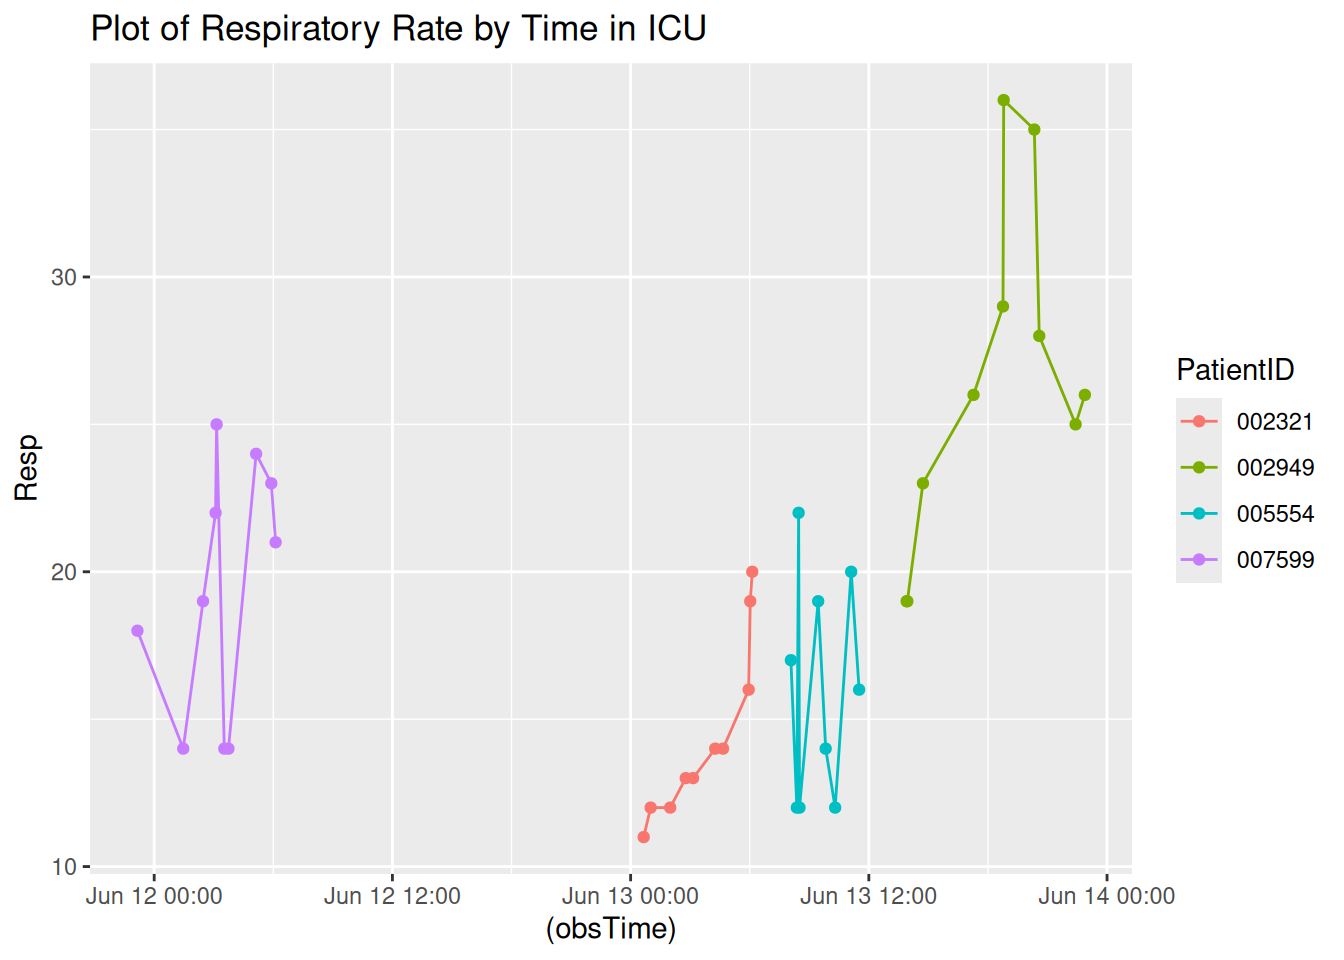 Plot of Respiratory Rate by Time in ICU
Resp
30
20
10
Jun 12 00:00
Jun 12 12:00
Jun 13 00:00
Jun 13 12:00
Jun 14 00:00
(obsTime)
PatientID
002321
002949
005554
007599